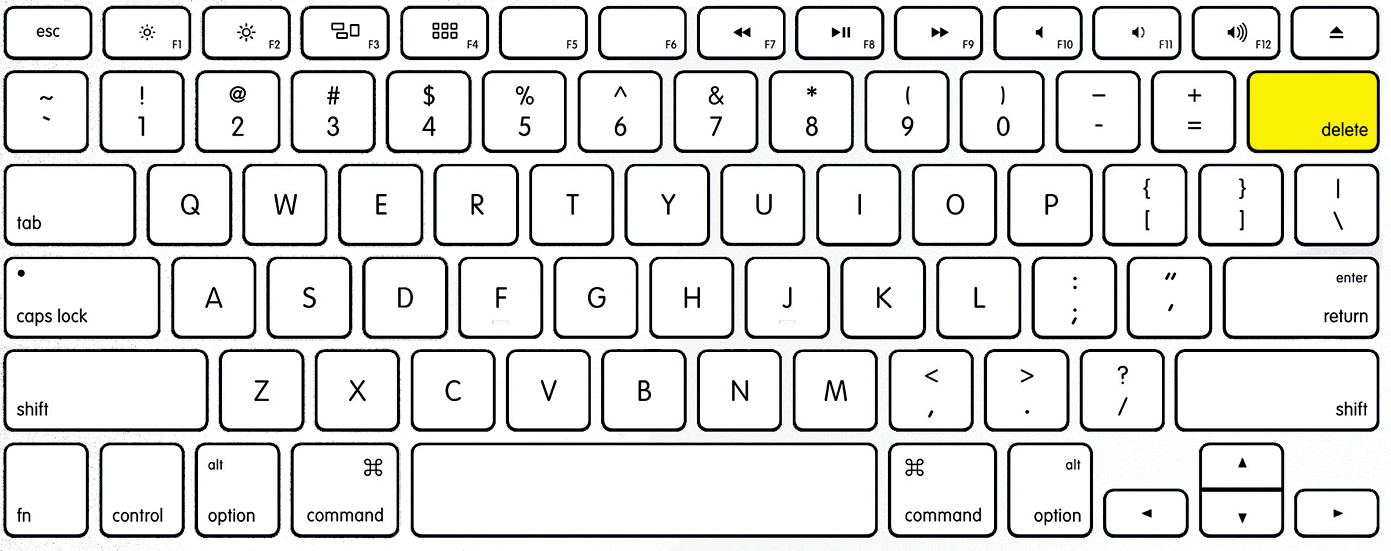 esc F1 F2 F3 F4 F5 F6 F7 F8 F9 F10 F11 F12
~ ! @ # $ % ^ & * ( ) – +
` 1 2 3 4 5 6 7 8 9 0 - = delete
tab Q W E R T Y U I O P { [ } ] | \
caps lock A S D F G H J K L : ; " ' enter return
shift Z X C V B N M < , > . ? / shift
alt ⌘ ⌘ alt ▲
fn control option command command option ◄ ▼ ►